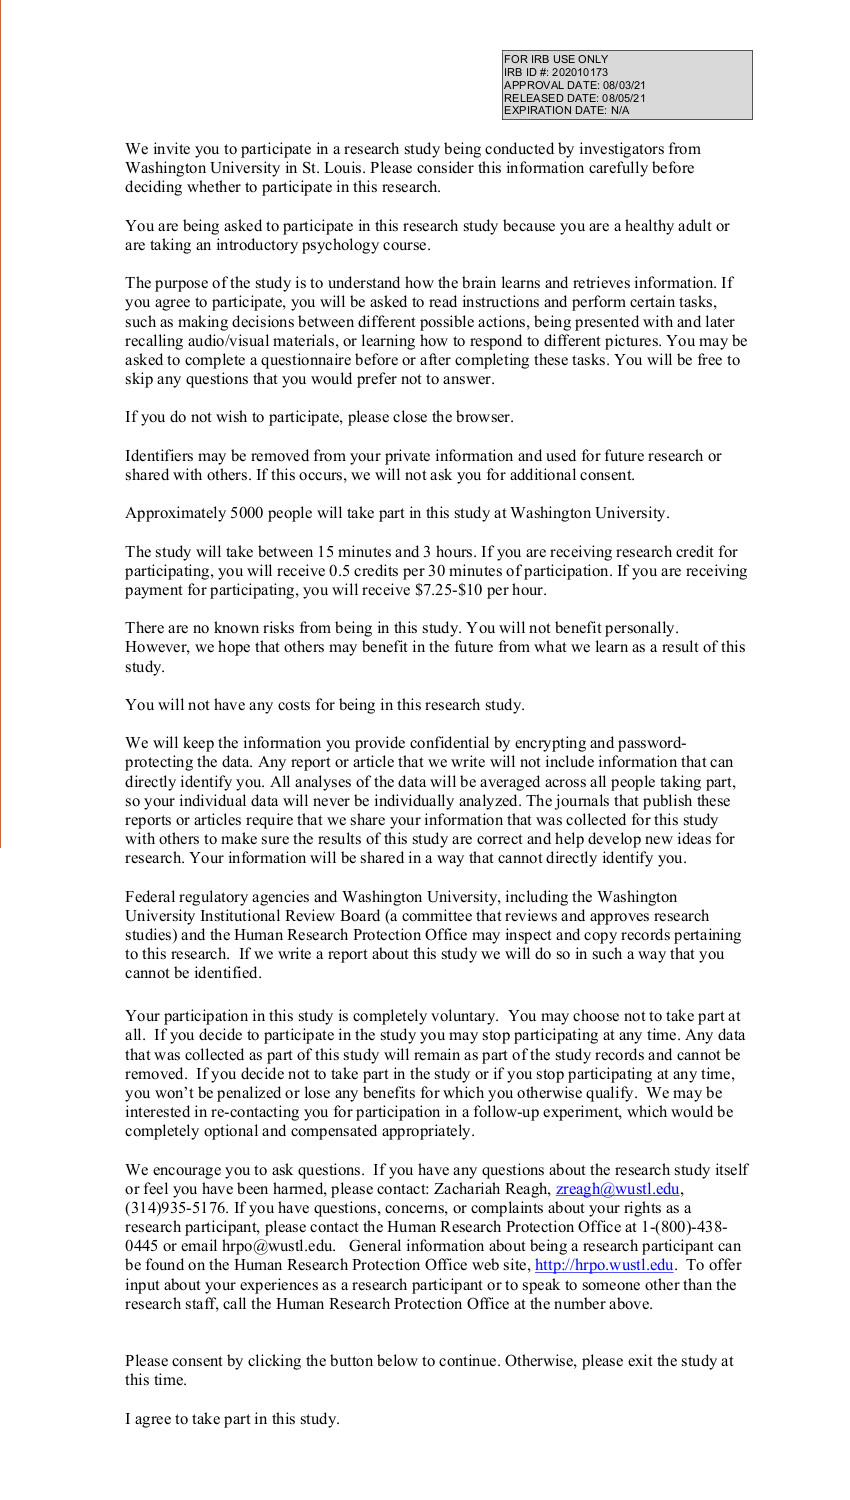 FOR IRB USE ONLY
IRB ID #: 202010173
APPROVAL DATE: 08/03/21
RELEASED DATE: 08/05/21
EXPIRATION DATE: N/A
We invite you to participate in a research study being conducted by investigators from
Washington University in St. Louis. Please consider this information carefully before
deciding whether to participate in this research.
You are being asked to participate in this research study because you are a healthy adult or
are taking an introductory psychology course.
The purpose of the study is to understand how the brain learns and retrieves information. If
you agree to participate, you will be asked to read instructions and perform certain tasks,
such as making decisions between different possible actions, being presented with and later
recalling audio/visual materials, or learning how to respond to different pictures. You may be
asked to complete a questionnaire before or after completing these tasks. You will be free to
skip any questions that you would prefer not to answer.
If you do not wish to participate, please close the browser.
Identifiers may be removed from your private information and used for future research or
shared with others. If this occurs, we will not ask you for additional consent.
Approximately 5000 people will take part in this study at Washington University.
The study will take between 15 minutes and 3 hours. If you are receiving research credit for
participating, you will receive 0.5 credits per 30 minutes of participation. If you are receiving
payment for participating, you will receive $7.25-$10 per hour.
There are no known risks from being in this study. You will not benefit personally.
However, we hope that others may benefit in the future from what we learn as a result of this
study.
You will not have any costs for being in this research study.
We will keep the information you provide confidential by encrypting and password-
protecting the data. Any report or article that we write will not include information that can
directly identify you. All analyses of the data will be averaged across all people taking part,
so your individual data will never be individually analyzed. The journals that publish these
reports or articles require that we share your information that was collected for this study
with others to make sure the results of this study are correct and help develop new ideas for
research. Your information will be shared in a way that cannot directly identify you.
Federal regulatory agencies and Washington University, including the Washington
University Institutional Review Board (a committee that reviews and approves research
studies) and the Human Research Protection Office may inspect and copy records pertaining
to this research.  If we write a report about this study we will do so in such a way that you
cannot be identified.
Your participation in this study is completely voluntary.  You may choose not to take part at
all.  If you decide to participate in the study you may stop participating at any time. Any data
that was collected as part of this study will remain as part of the study records and cannot be
removed.  If you decide not to take part in the study or if you stop participating at any time,
you won’t be penalized or lose any benefits for which you otherwise qualify.  We may be
interested in re-contacting you for participation in a follow-up experiment, which would be
completely optional and compensated appropriately.
We encourage you to ask questions.  If you have any questions about the research study itself
or feel you have been harmed, please contact: Zachariah Reagh, zreagh@wustl.edu,
(314)935-5176. If you have questions, concerns, or complaints about your rights as a
research participant, please contact the Human Research Protection Office at 1-(800)-438-
0445 or email hrpo@wustl.edu.   General information about being a research participant can
be found on the Human Research Protection Office web site, http://hrpo.wustl.edu.  To offer
input about your experiences as a research participant or to speak to someone other than the
research staff, call the Human Research Protection Office at the number above.
Please consent by clicking the button below to continue. Otherwise, please exit the study at
this time.
I agree to take part in this study.